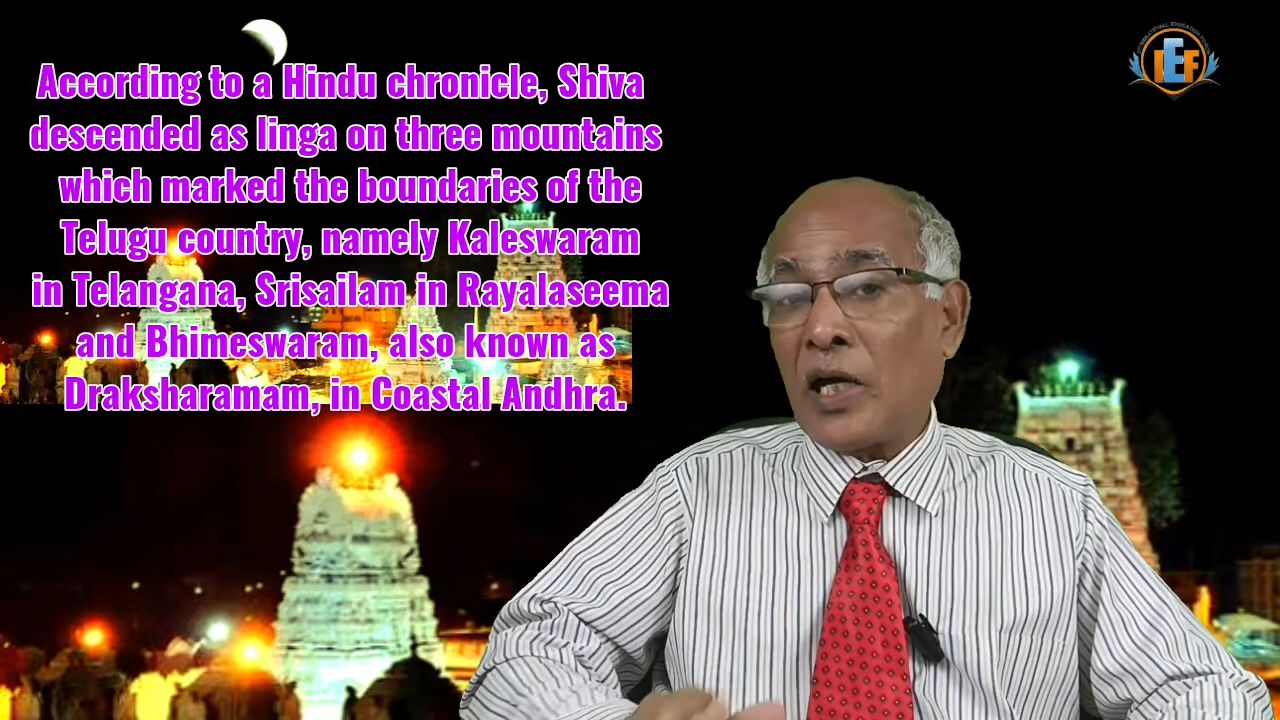 According to a Hindu chronicle, Shiva
descended as linga on three mountains
which marked the boundaries of the
Telugu country, namely Kaleswaram
in Telangana, Srisailam in Rayalaseema
and Bhimeswaram, also known as
Draksharamam, in Coastal Andhra.
IEF